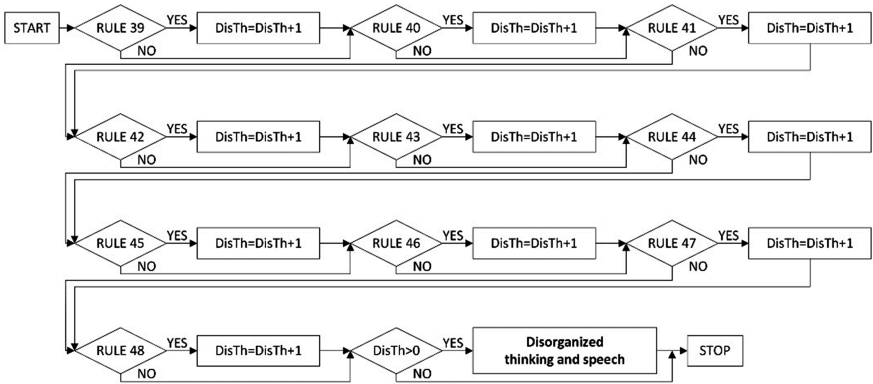 START
RULE 39
YES
NO
DisTh=DisTh+1
RULE 40
YES
NO
DisTh=DisTh+1
RULE 41
YES
NO
DisTh=DisTh+1
RULE 42
YES
NO
DisTh=DisTh+1
RULE 43
YES
NO
DisTh=DisTh+1
RULE 44
YES
NO
DisTh=DisTh+1
RULE 45
YES
NO
DisTh=DisTh+1
RULE 46
YES
NO
DisTh=DisTh+1
RULE 47
YES
NO
DisTh=DisTh+1
RULE 48
YES
NO
DisTh=DisTh+1
DisTh>0
YES
NO
Disorganized
thinking and speech
STOP